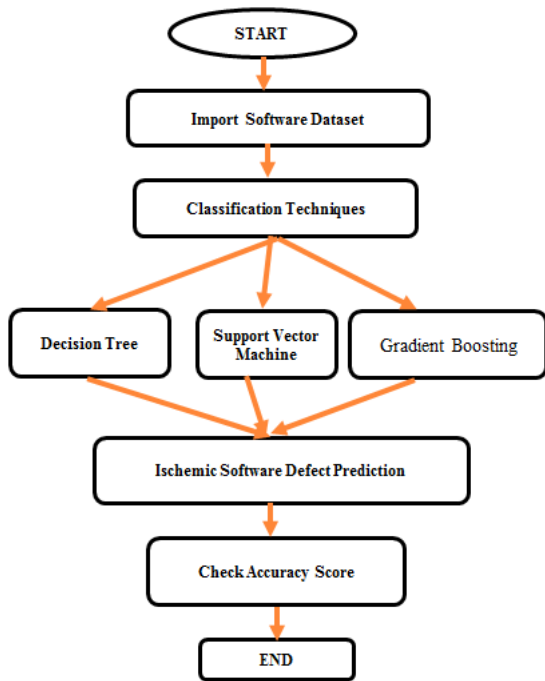 START
Import Software Dataset
Classification Techniques
Decision Tree
Support Vector
Machine
Gradient Boosting
Ischemic Software Defect Prediction
Check Accuracy Score
END